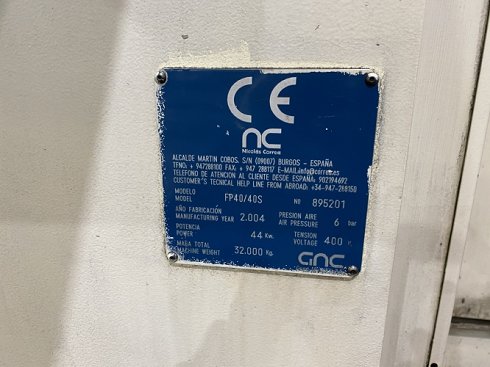 CE
nc
Nicolás Correa
ALCALDE MARTIN COBOS, S/N (09007) BURGOS - ESPAÑA
TFNO: + 947288100 FAX: + 947 288117 E-MAIL.info@correa.es
TELEFONO DE ATENCION AL CLIENTE DESDE ESPAÑA: 902194692
CUSTOMER'S TECNICAL HELP LINE FROM ABROAD: +34-947-288150
MODELO
MODEL FP40/40S Nº 895201
AÑO FABRICACIÓN PRESION AIRE
MANUFACTURING YEAR 2.004 AIR PRESSURE 6 bar
POTENCIA TENSION
POWER 44 Kw. VOLTAGE 400 V.
MASA TOTAL
MACHINE WEIGHT 32.000 Kg.
GNC